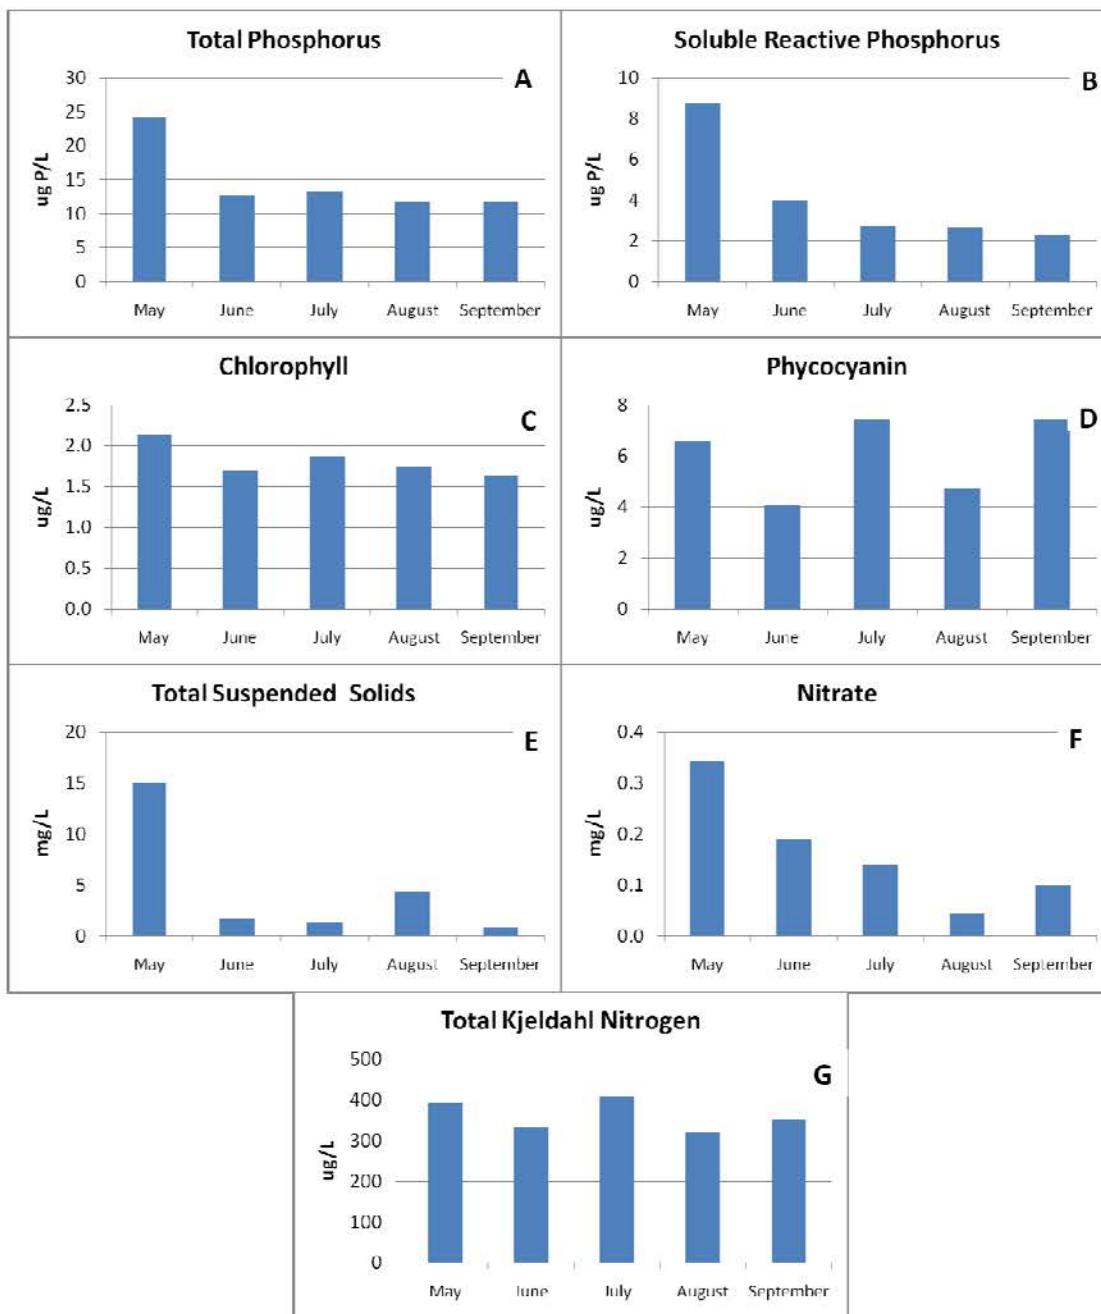 Total Phosphorus
A
ug P/L
30
25
20
15
10
5
0
May June July August September
Soluble Reactive Phosphorus
B
ug P/L
10
8
6
4
2
0
May June July August September
Chlorophyll
C
ug/L
2.5
2.0
1.5
1.0
0.5
0.0
May June July August September
Phycocyanin
D
ug/L
8
6
4
2
0
May June July August September
Total Suspended Solids
E
mg/L
20
15
10
5
0
May June July August September
Nitrate
F
mg/L
0.4
0.3
0.2
0.1
0.0
May June July August September
Total Kjeldahl Nitrogen
G
ug/L
500
400
300
200
100
0
May June July August September